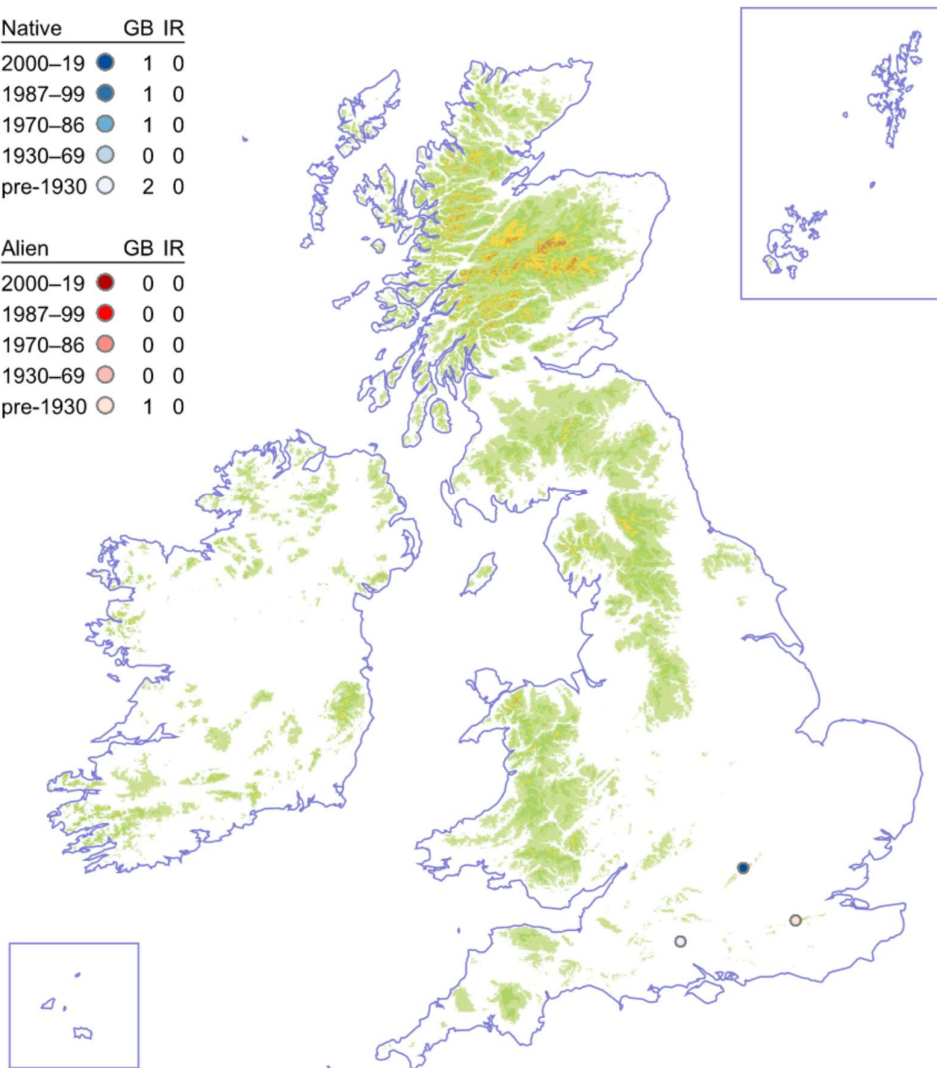 Native GB IR
2000–19 1 0
1987–99 1 0
1970–86 1 0
1930–69 0 0
pre-1930 2 0
Alien GB IR
2000–19 0 0
1987–99 0 0
1970–86 0 0
1930–69 0 0
pre-1930 1 0